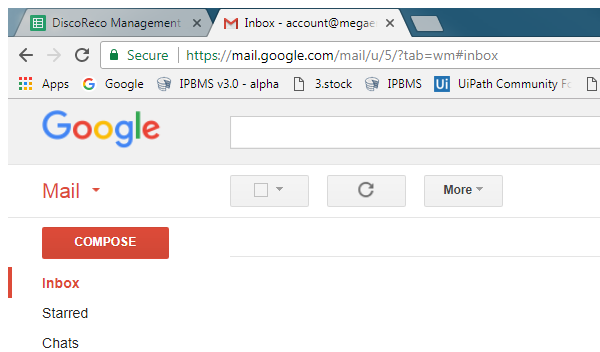 DiscoReco Management Inbox - account@megae
Secure https://mail.google.com/mail/u/5/?tab=wm#inbox
Apps Google IPBMS v3.0 - alpha 3.stock IPBMS Ui UiPath Community Fo
Google
Mail More
COMPOSE
Inbox
Starred
Chats